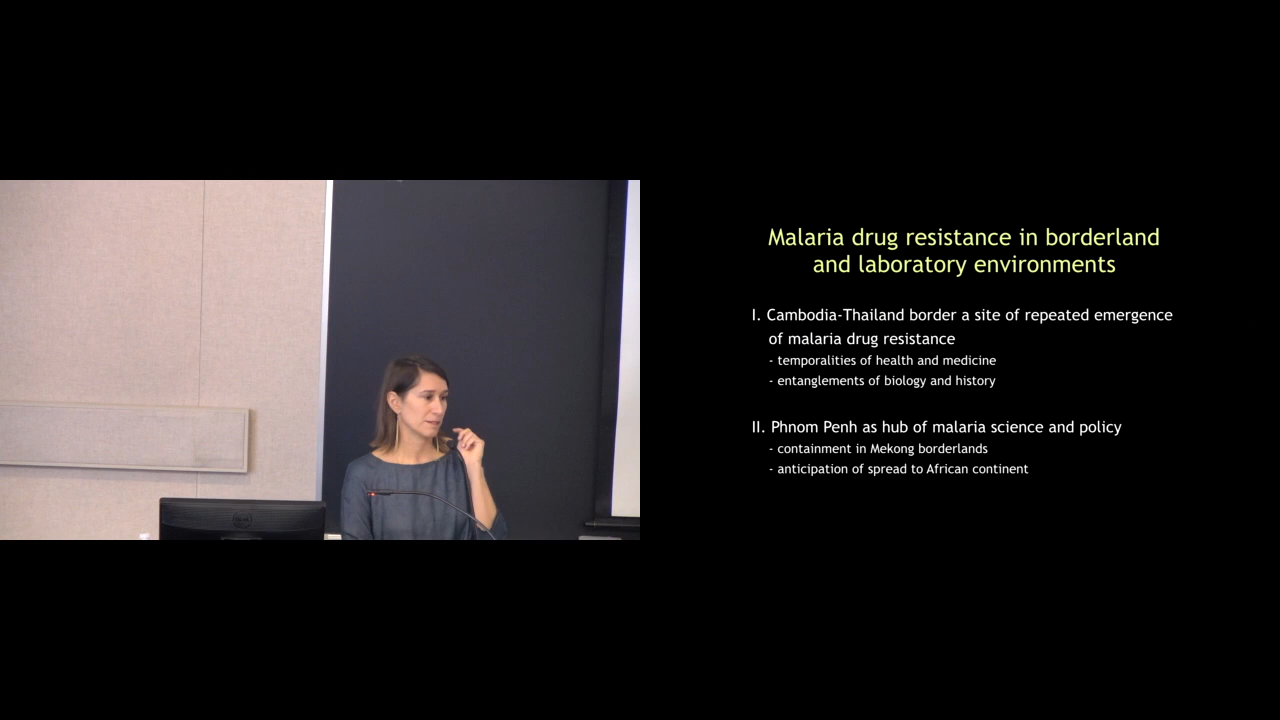 Malaria drug resistance in borderland
and laboratory environments
I. Cambodia-Thailand border a site of repeated emergence
of malaria drug resistance
- temporalities of health and medicine
- entanglements of biology and history
II. Phnom Penh as hub of malaria science and policy
- containment in Mekong borderlands
- anticipation of spread to African continent